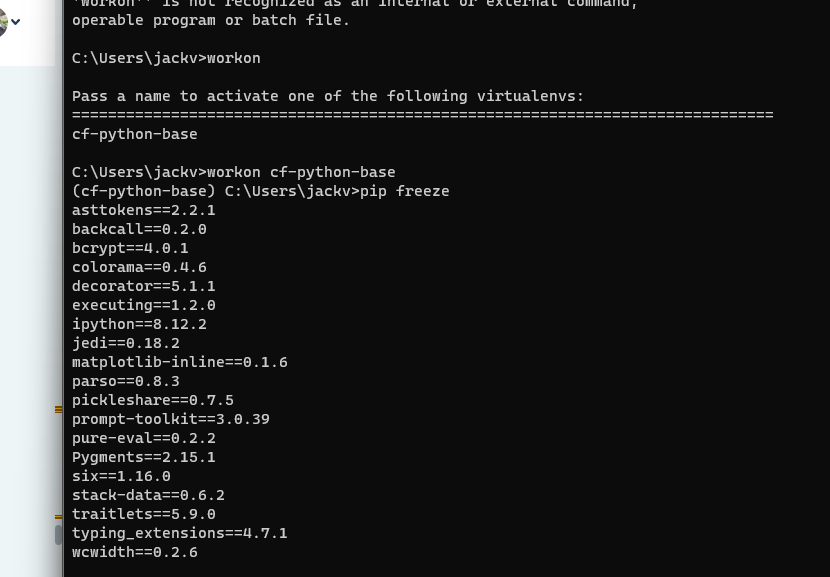 "workon'" is not recognized as an internal or external command,
operable program or batch file.
C:\Users\jackv>workon
Pass a name to activate one of the following virtualenvs:
==============================================================================
cf-python-base
C:\Users\jackv>workon cf-python-base
(cf-python-base) C:\Users\jackv>pip freeze
asttokens==2.2.1
backcall==0.2.0
bcrypt==4.0.1
colorama==0.4.6
decorator==5.1.1
executing==1.2.0
ipython==8.12.2
jedi==0.18.2
matplotlib-inline==0.1.6
parso==0.8.3
pickleshare==0.7.5
prompt-toolkit==3.0.39
pure-eval==0.2.2
Pygments==2.15.1
six==1.16.0
stack-data==0.6.2
traitlets==5.9.0
typing_extensions==4.7.1
wcwidth==0.2.6